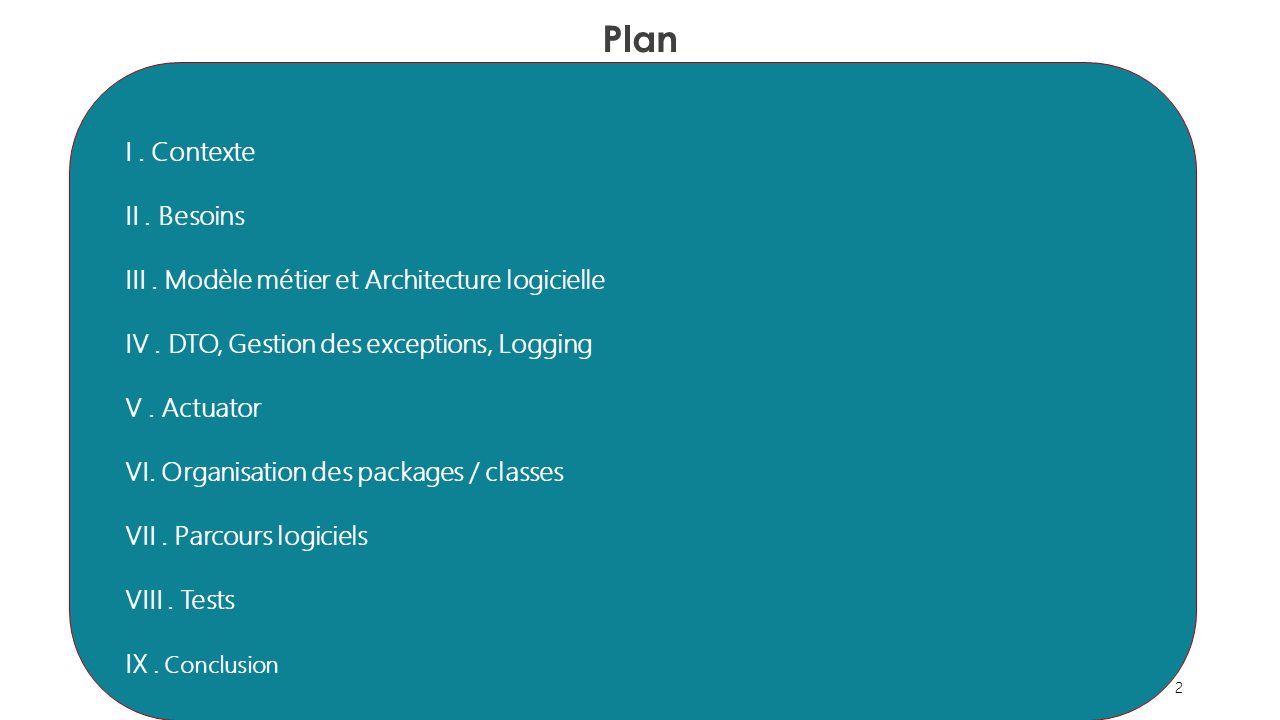 Plan
I . Contexte
II . Besoins
III . Modèle métier et Architecture logicielle
IV . DTO, Gestion des exceptions, Logging
V . Actuator
VI. Organisation des packages / classes
VII . Parcours logiciels
VIII . Tests
IX . Conclusion
2